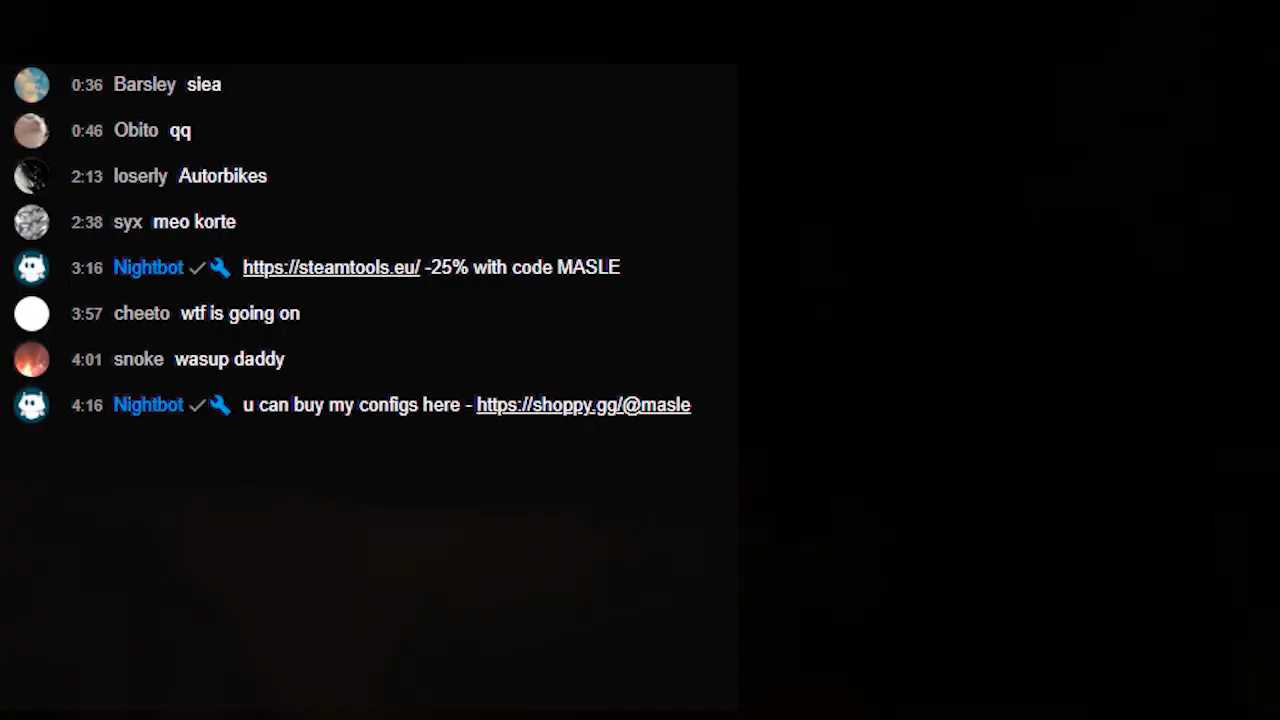 0:36 Barsley siea
0:46 Obito qq
2:13 loserly Autorbikes
2:38 syx meo korte
3:16 Nightbot https://steamtools.eu/ -25% with code MASLE
3:57 cheeto wtf is going on
4:01 snoke wasup daddy
4:16 Nightbot u can buy my configs here - https://shoppy.gg/@masle